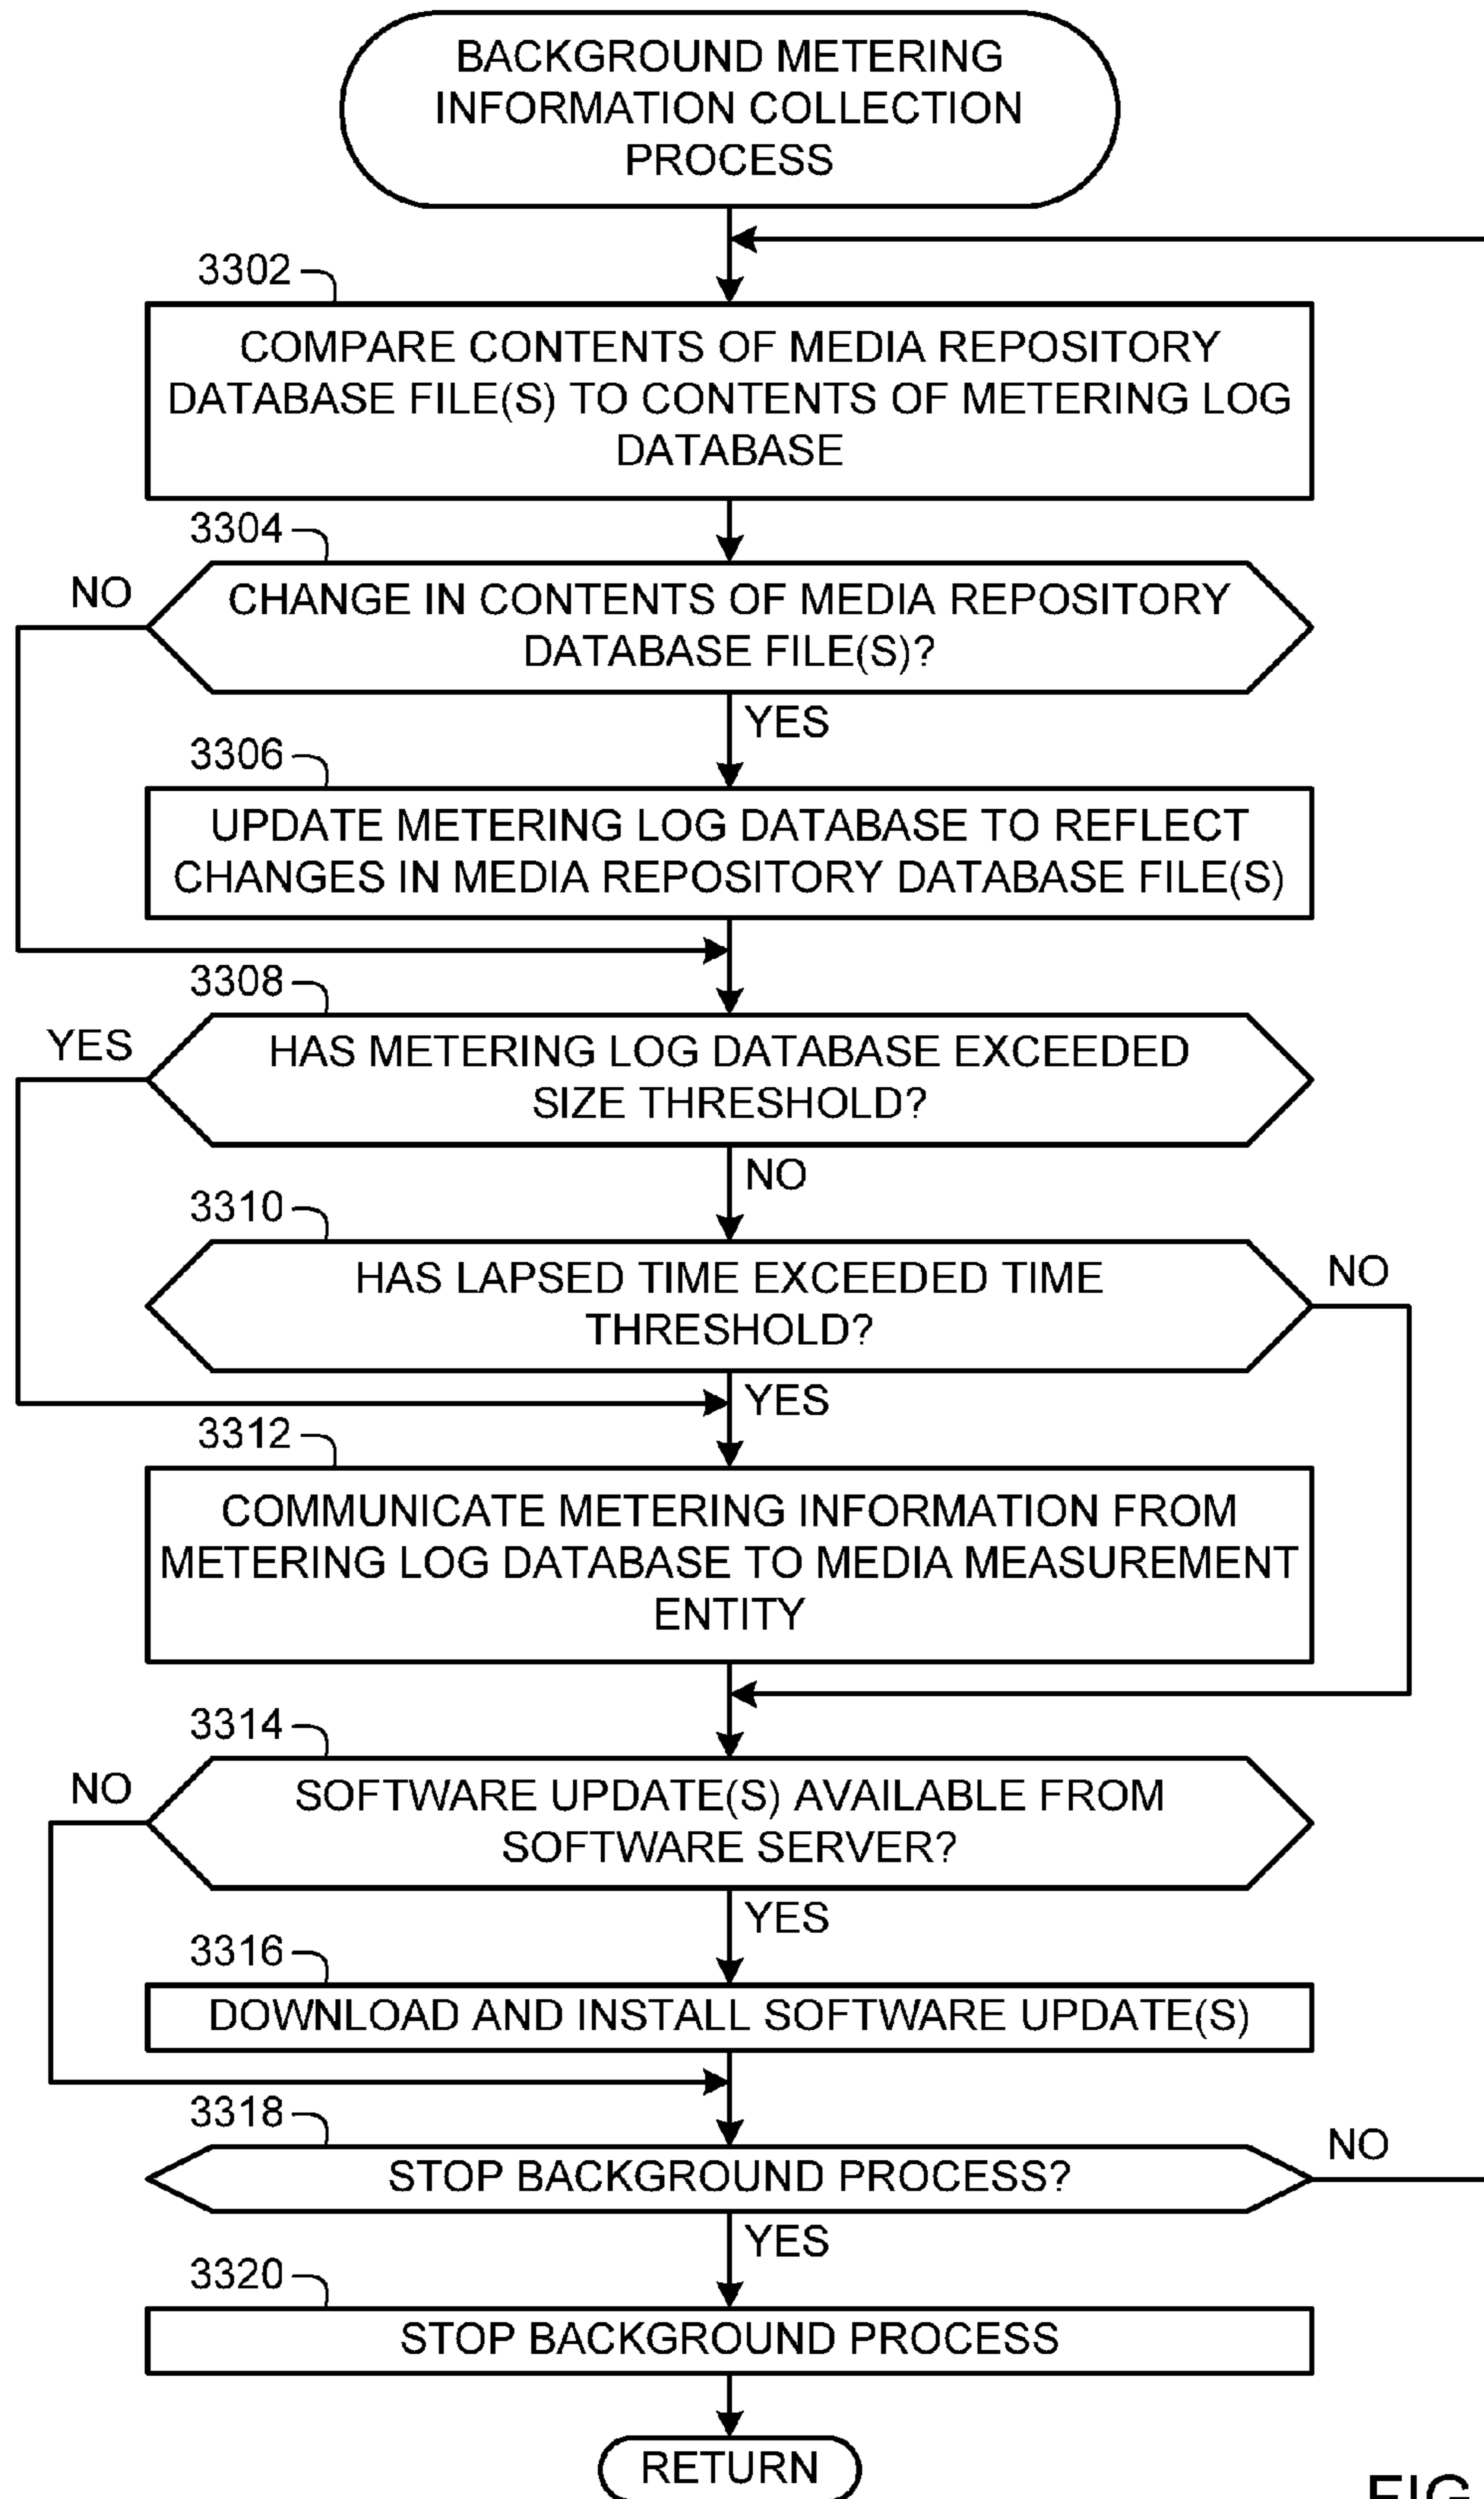 BACKGROUND METERING
INFORMATION COLLECTION
PROCESS
3302
COMPARE CONTENTS OF MEDIA REPOSITORY
DATABASE FILE(S) TO CONTENTS OF METERING LOG
DATABASE
3304
NO
CHANGE IN CONTENTS OF MEDIA REPOSITORY
DATABASE FILE(S)?
YES
3306
UPDATE METERING LOG DATABASE TO REFLECT
CHANGES IN MEDIA REPOSITORY DATABASE FILE(S)
3308
YES
HAS METERING LOG DATABASE EXCEEDED
SIZE THRESHOLD?
NO
3310
HAS LAPSED TIME EXCEEDED TIME
THRESHOLD?
NO
YES
3312
COMMUNICATE METERING INFORMATION FROM
METERING LOG DATABASE TO MEDIA MEASUREMENT
ENTITY
3314
NO
SOFTWARE UPDATE(S) AVAILABLE FROM
SOFTWARE SERVER?
YES
3316
DOWNLOAD AND INSTALL SOFTWARE UPDATE(S)
3318
STOP BACKGROUND PROCESS?
NO
YES
3320
STOP BACKGROUND PROCESS
RETURN
FIG